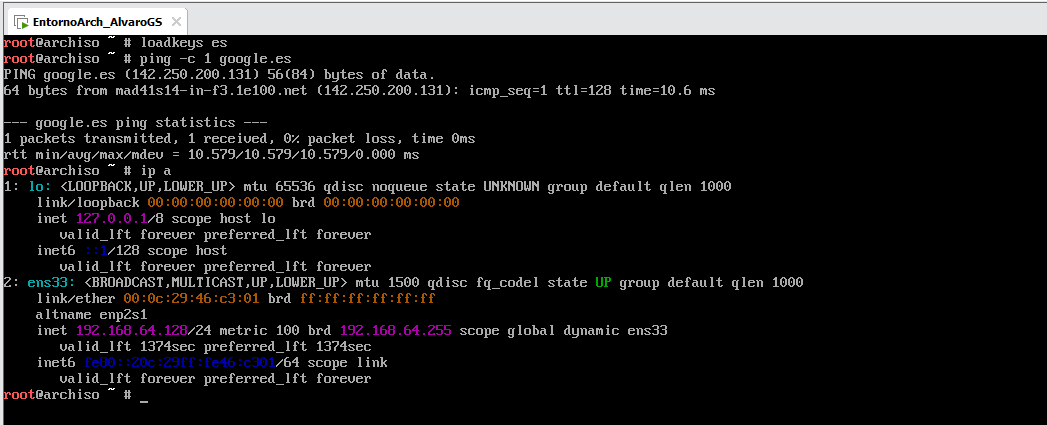 EntornoArch_AlvaroGS
root@archiso ~ # loadkeys es
root@archiso ~ # ping -c 1 google.es
PING google.es (142.250.200.131) 56(84) bytes of data.
64 bytes from mad41s14-in-f3.1e100.net (142.250.200.131): icmp_seq=1 ttl=128 time=10.6 ms
--- google.es ping statistics ---
1 packets transmitted, 1 received, 0% packet loss, time 0ms
rtt min/avg/max/mdev = 10.579/10.579/10.579/0.000 ms
root@archiso ~ # ip a
1: lo: <LOOPBACK,UP,LOWER_UP> mtu 65536 qdisc noqueue state UNKNOWN group default qlen 1000
link/loopback 00:00:00:00:00:00 brd 00:00:00:00:00:00
inet 127.0.0.1/8 scope host lo
valid_lft forever preferred_lft forever
inet6 ::1/128 scope host
valid_lft forever preferred_lft forever
2: ens33: <BROADCAST,MULTICAST,UP,LOWER_UP> mtu 1500 qdisc fq_codel state UP group default qlen 1000
link/ether 00:0c:29:46:c3:01 brd ff:ff:ff:ff:ff:ff
altname enp2s1
inet 192.168.64.128/24 metric 100 brd 192.168.64.255 scope global dynamic ens33
valid_lft 1374sec preferred_lft 1374sec
inet6 fe80::20c:29ff:fe46:c301/64 scope link
valid_lft forever preferred_lft forever
root@archiso ~ # _